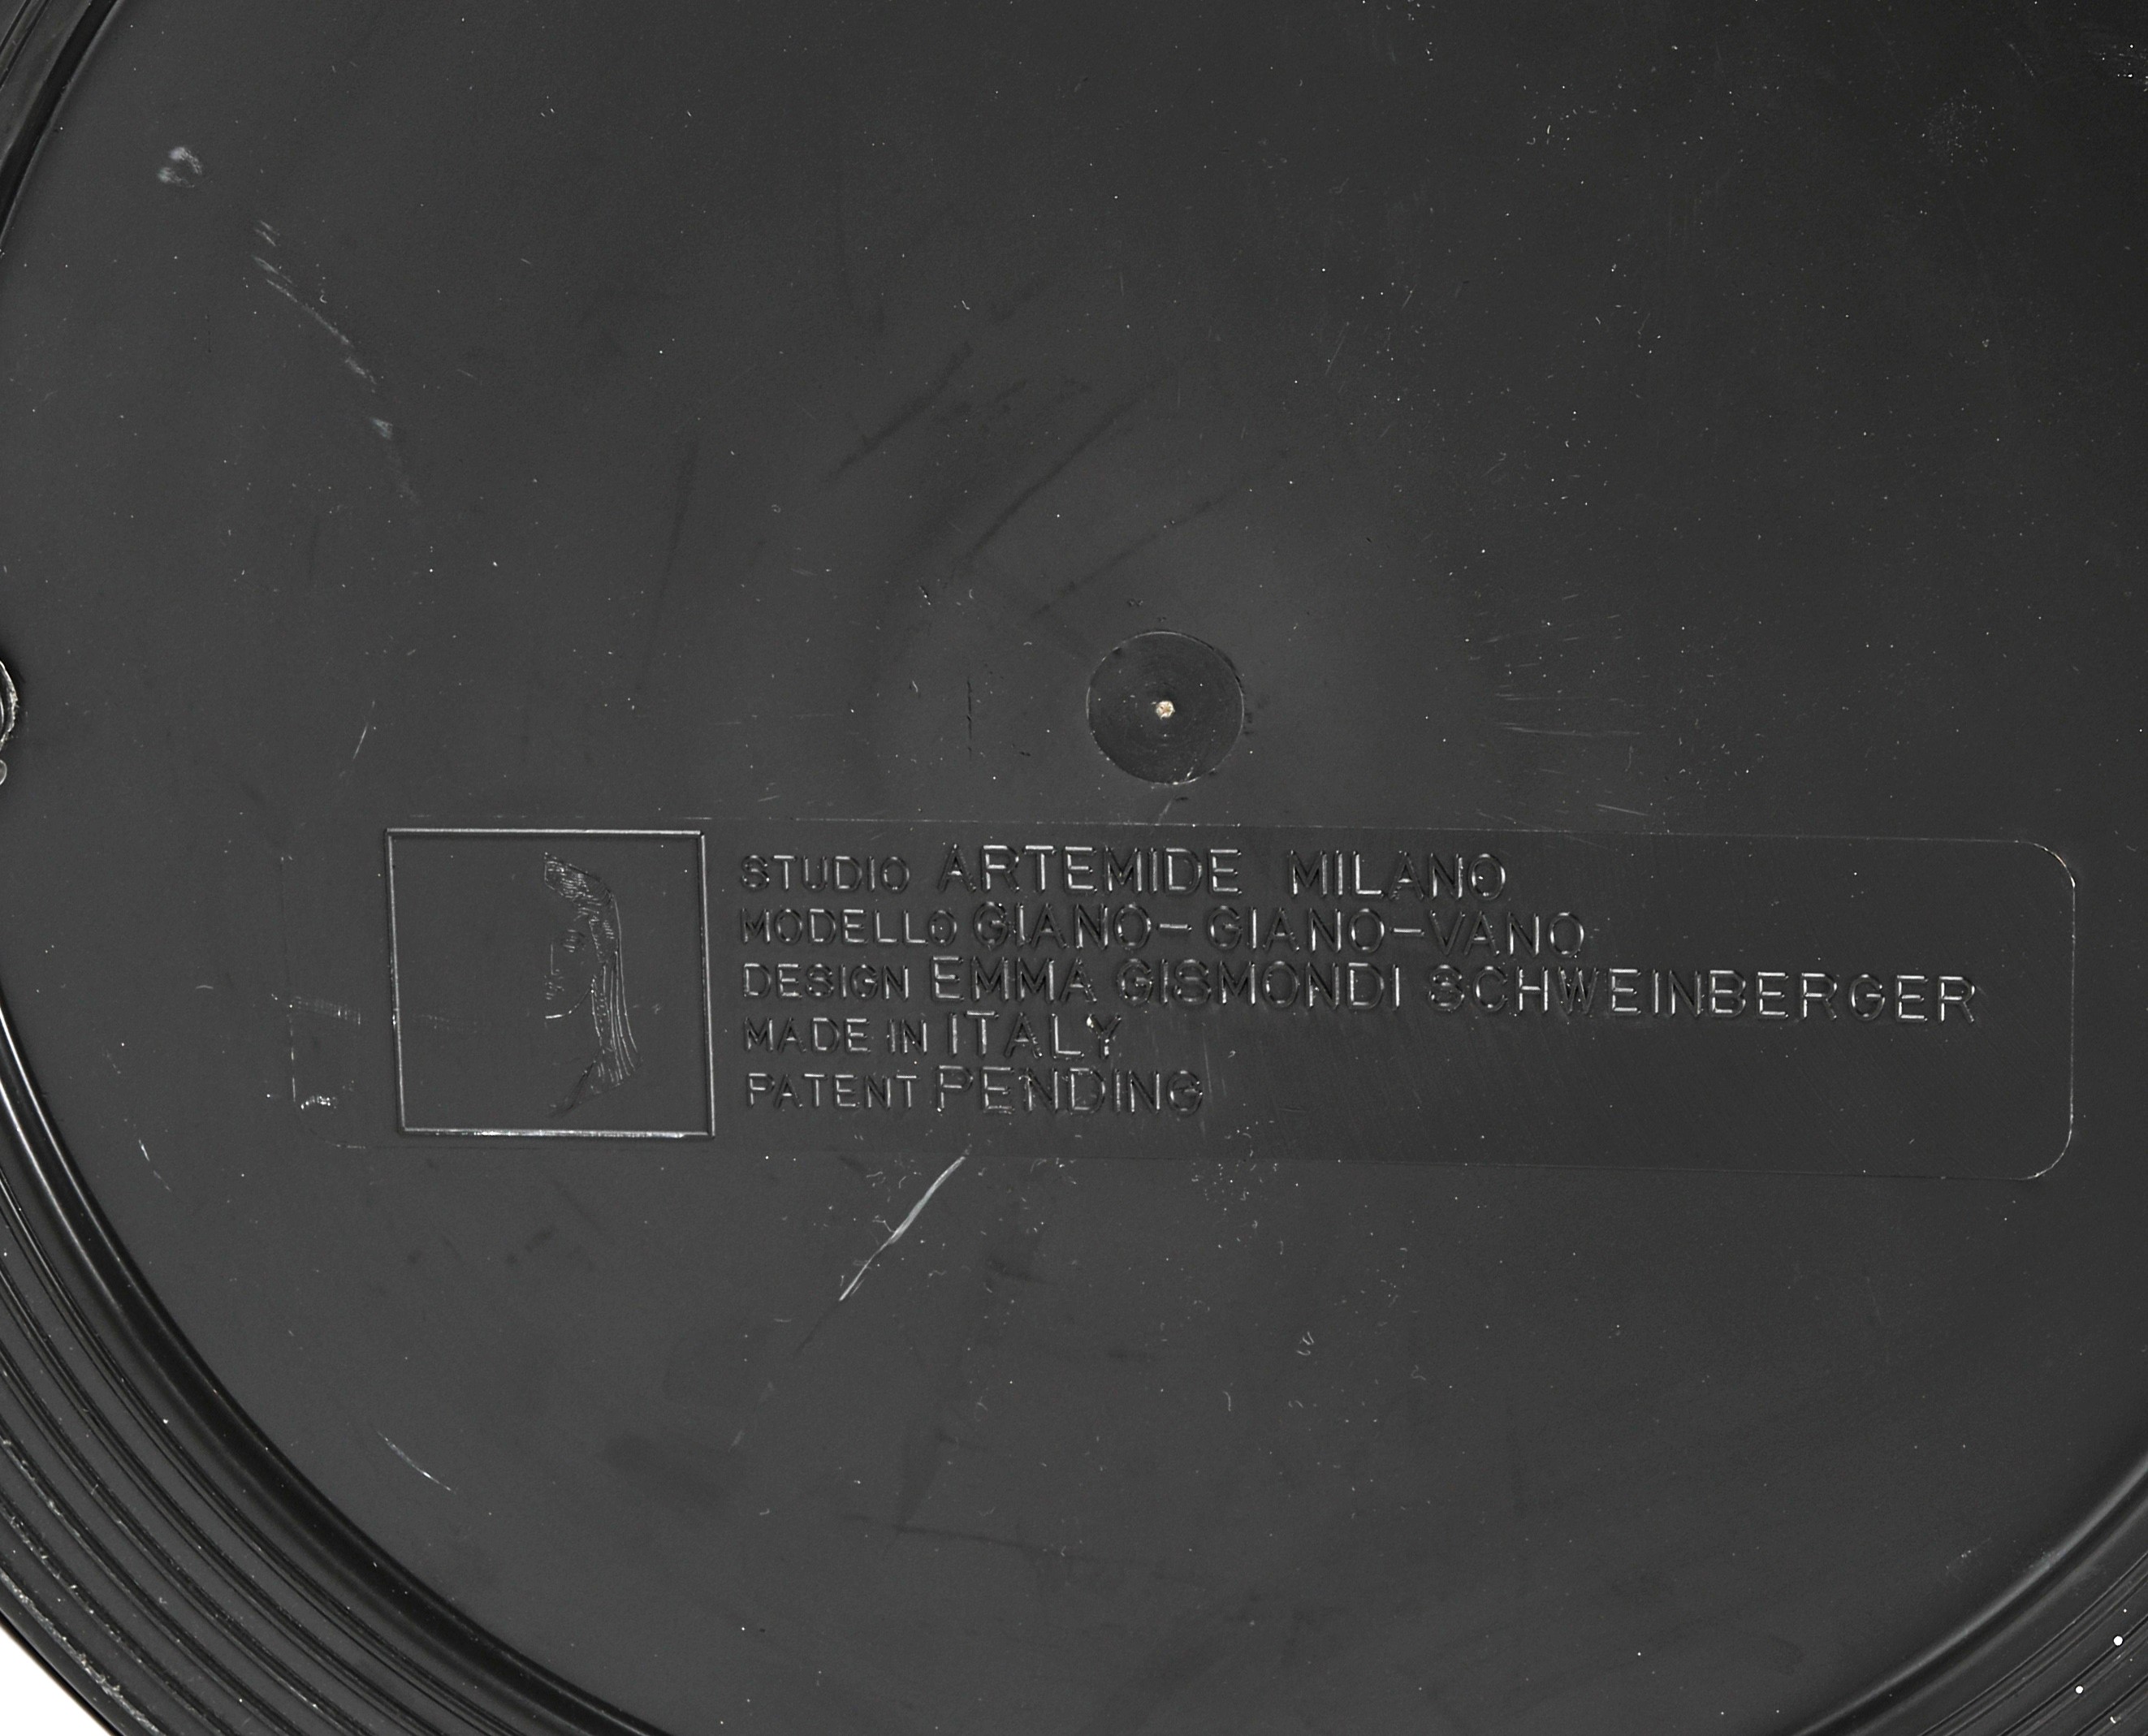 STUDIO ARTEMIDE MILANO
MODELLO GIANO-GIANO-VANO
DESIGN EMMA GISMONDI SCHWEINBERGER
MADE IN ITALY
PATENT PENDING